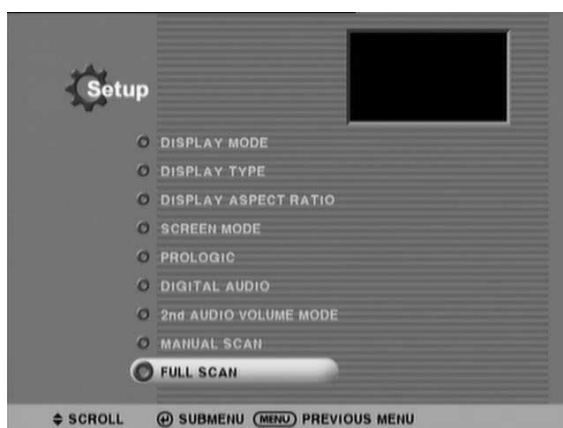 Setup
DISPLAY MODE
DISPLAY TYPE
DISPLAY ASPECT RATIO
SCREEN MODE
PROLOGIC
DIGITAL AUDIO
2nd AUDIO VOLUME MODE
MANUAL SCAN
FULL SCAN
SCROLL SUBMENU MENU PREVIOUS MENU